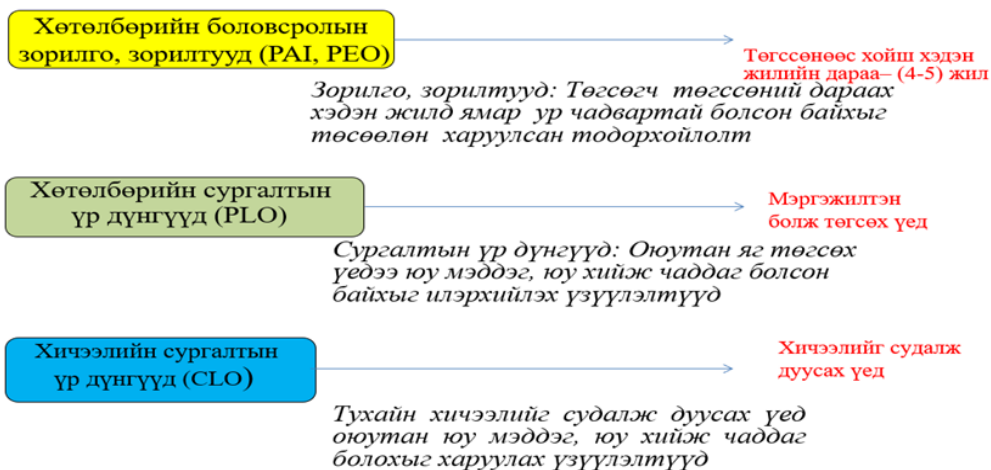 Хөтөлбөрийн боловсролын
зорилго, зорилтууд (PAI, PEO)
Төгссөнөөс хойш хэдэн
жилийн дараа– (4-5) жил
Зорилго, зорилтууд: Төгсөгч төгссөний дараах
хэдэн жилд ямар ур чадвартай болсон байхыг
төсөөлөн харуулсан тодорхойлолт
Хөтөлбөрийн сургалтын
үр дүнгүүд (PLO)
Мэргэжилтэн
болж төгсөх үед
Сургалтын үр дүнгүүд: Оюутан яг төгсөх
үедээ юу мэддэг, юу хийж чаддаг болсон
байхыг илэрхийлэх үзүүлэлтүүд
Хичээлийн сургалтын
үр дүнгүүд (CLO)
Хичээлийг судалж
дуусах үед
Тухайн хичээлийг судалж дуусах үед
оюутан юу мэддэг, юу хийж чаддаг
болохыг харуулах үзүүлэлтүүд